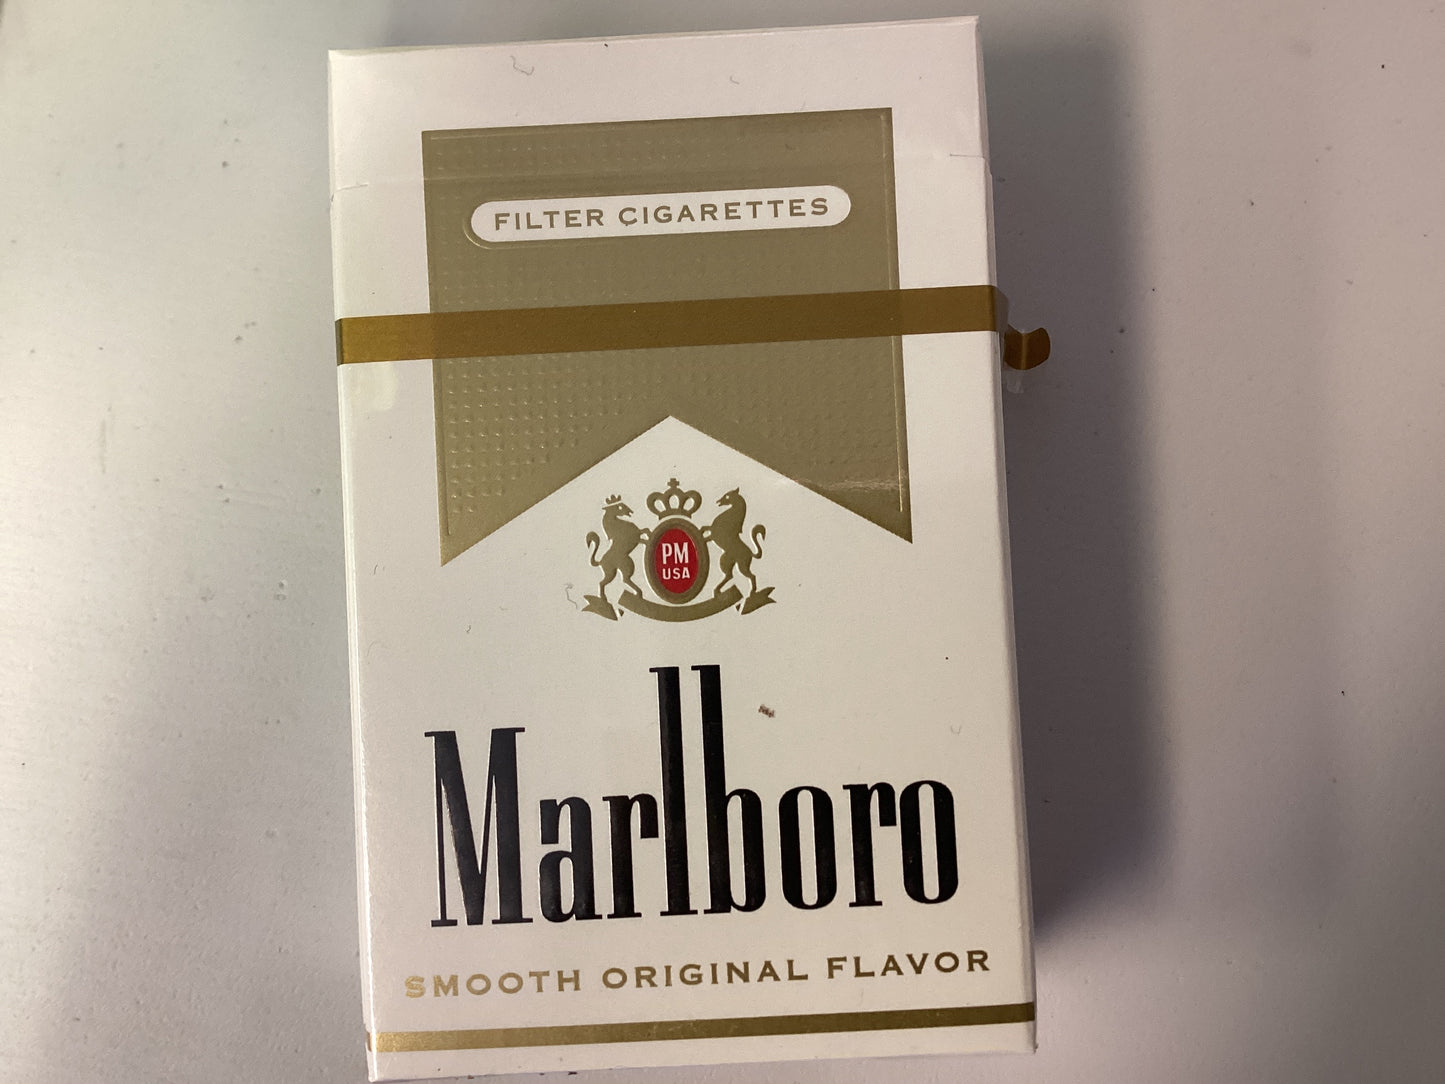 FILTER CIGARETTES
PM
USA
Marlboro
SMOOTH ORIGINAL FLAVOR